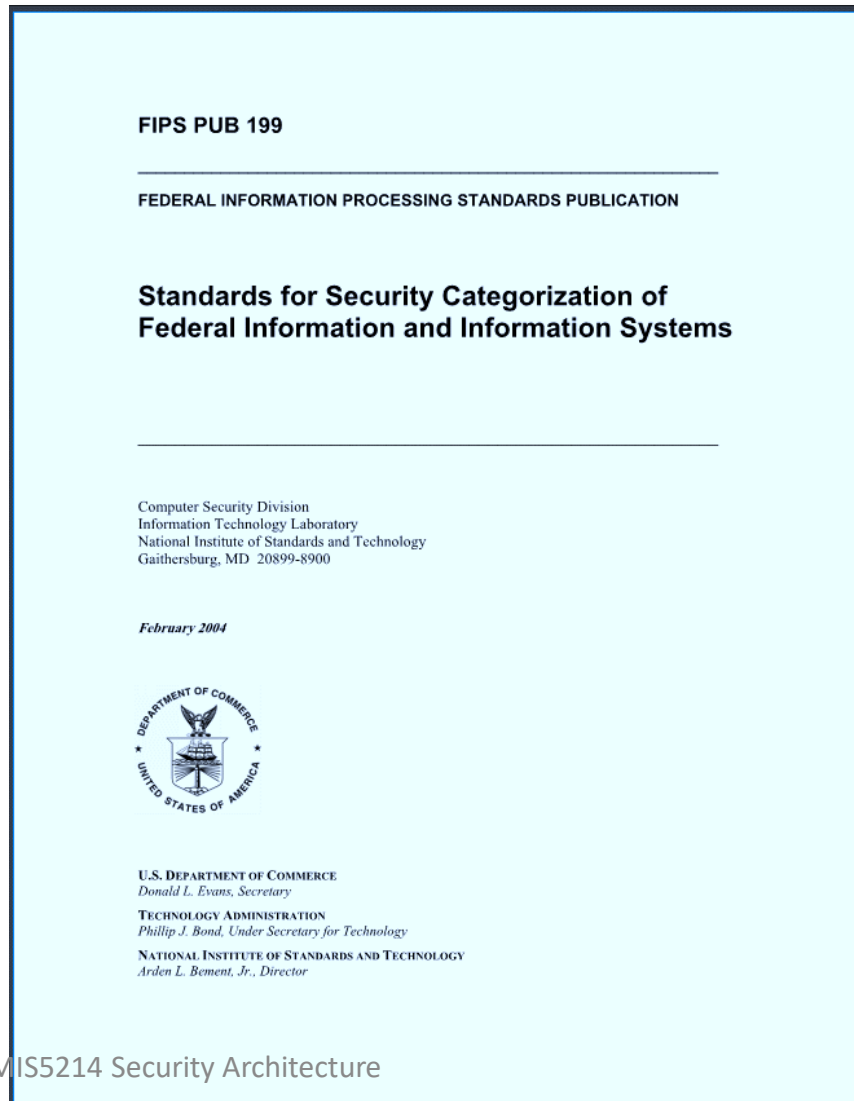 FIPS PUB 199
FEDERAL INFORMATION PROCESSING STANDARDS PUBLICATION
Standards for Security Categorization of
Federal Information and Information Systems
Computer Security Division
Information Technology Laboratory
National Institute of Standards and Technology
Gaithersburg, MD 20899-8900
February 2004
DEPARTMENT OF COMMERCE
UNITED STATES OF AMERICA
U.S. DEPARTMENT OF COMMERCE
Donald L. Evans, Secretary
TECHNOLOGY ADMINISTRATION
Phillip J. Bond, Under Secretary for Technology
NATIONAL INSTITUTE OF STANDARDS AND TECHNOLOGY
Arden L. Bement, Jr., Director
MIS5214 Security Architecture